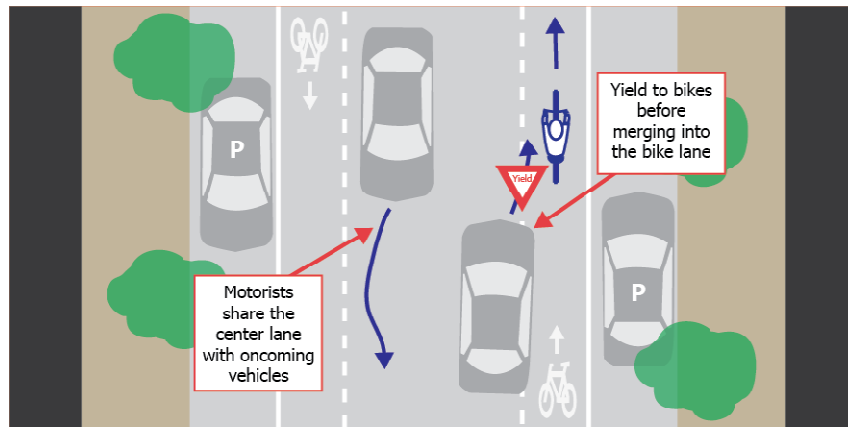 P
Yield to bikes
before
merging into
the bike lane
Yield
Motorists
share the
center lane
with oncoming
vehicles
P